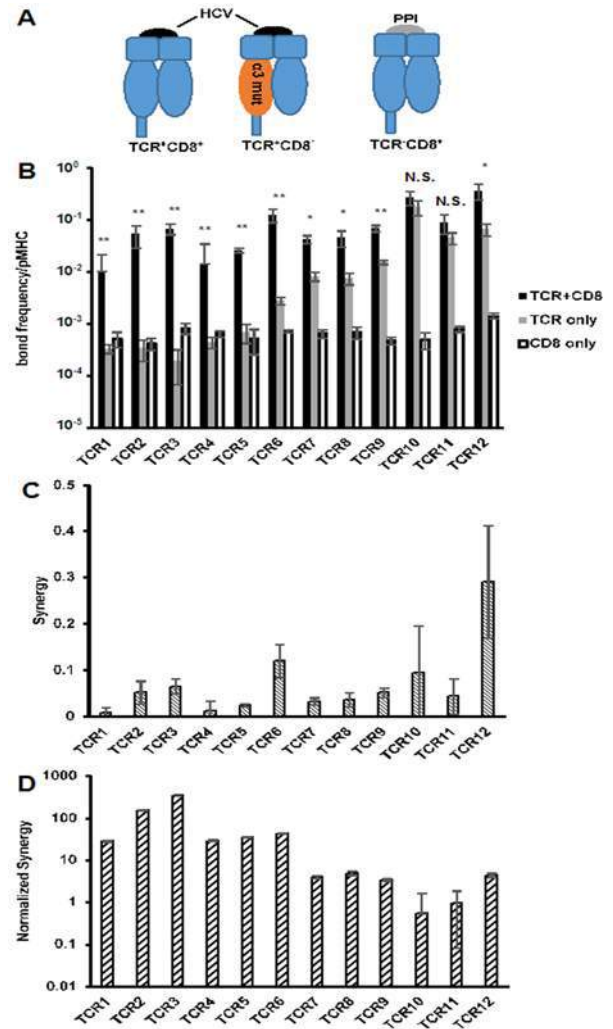 A
HCV
PPI
c3 mut
TCR⁺CD8⁺
TCR⁺CD8⁻
TCR⁻CD8⁺
B
bond frequency/pMHC
10⁰
10⁻¹
10⁻²
10⁻³
10⁻⁴
10⁻⁵
** ** ** ** ** ** * * ** N.S. N.S. *
TCR+CD8
TCR only
CD8 only
TCR1 TCR2 TCR3 TCR4 TCR5 TCR6 TCR7 TCR8 TCR9 TCR10 TCR11 TCR12
C
Synergy
0.5
0.4
0.3
0.2
0.1
0
TCR1 TCR2 TCR3 TCR4 TCR5 TCR6 TCR7 TCR8 TCR9 TCR10 TCR11 TCR12
D
Normalized Synergy
1000
100
10
1
0.1
0.01
TCR1 TCR2 TCR3 TCR4 TCR5 TCR6 TCR7 TCR8 TCR9 TCR10 TCR11 TCR12